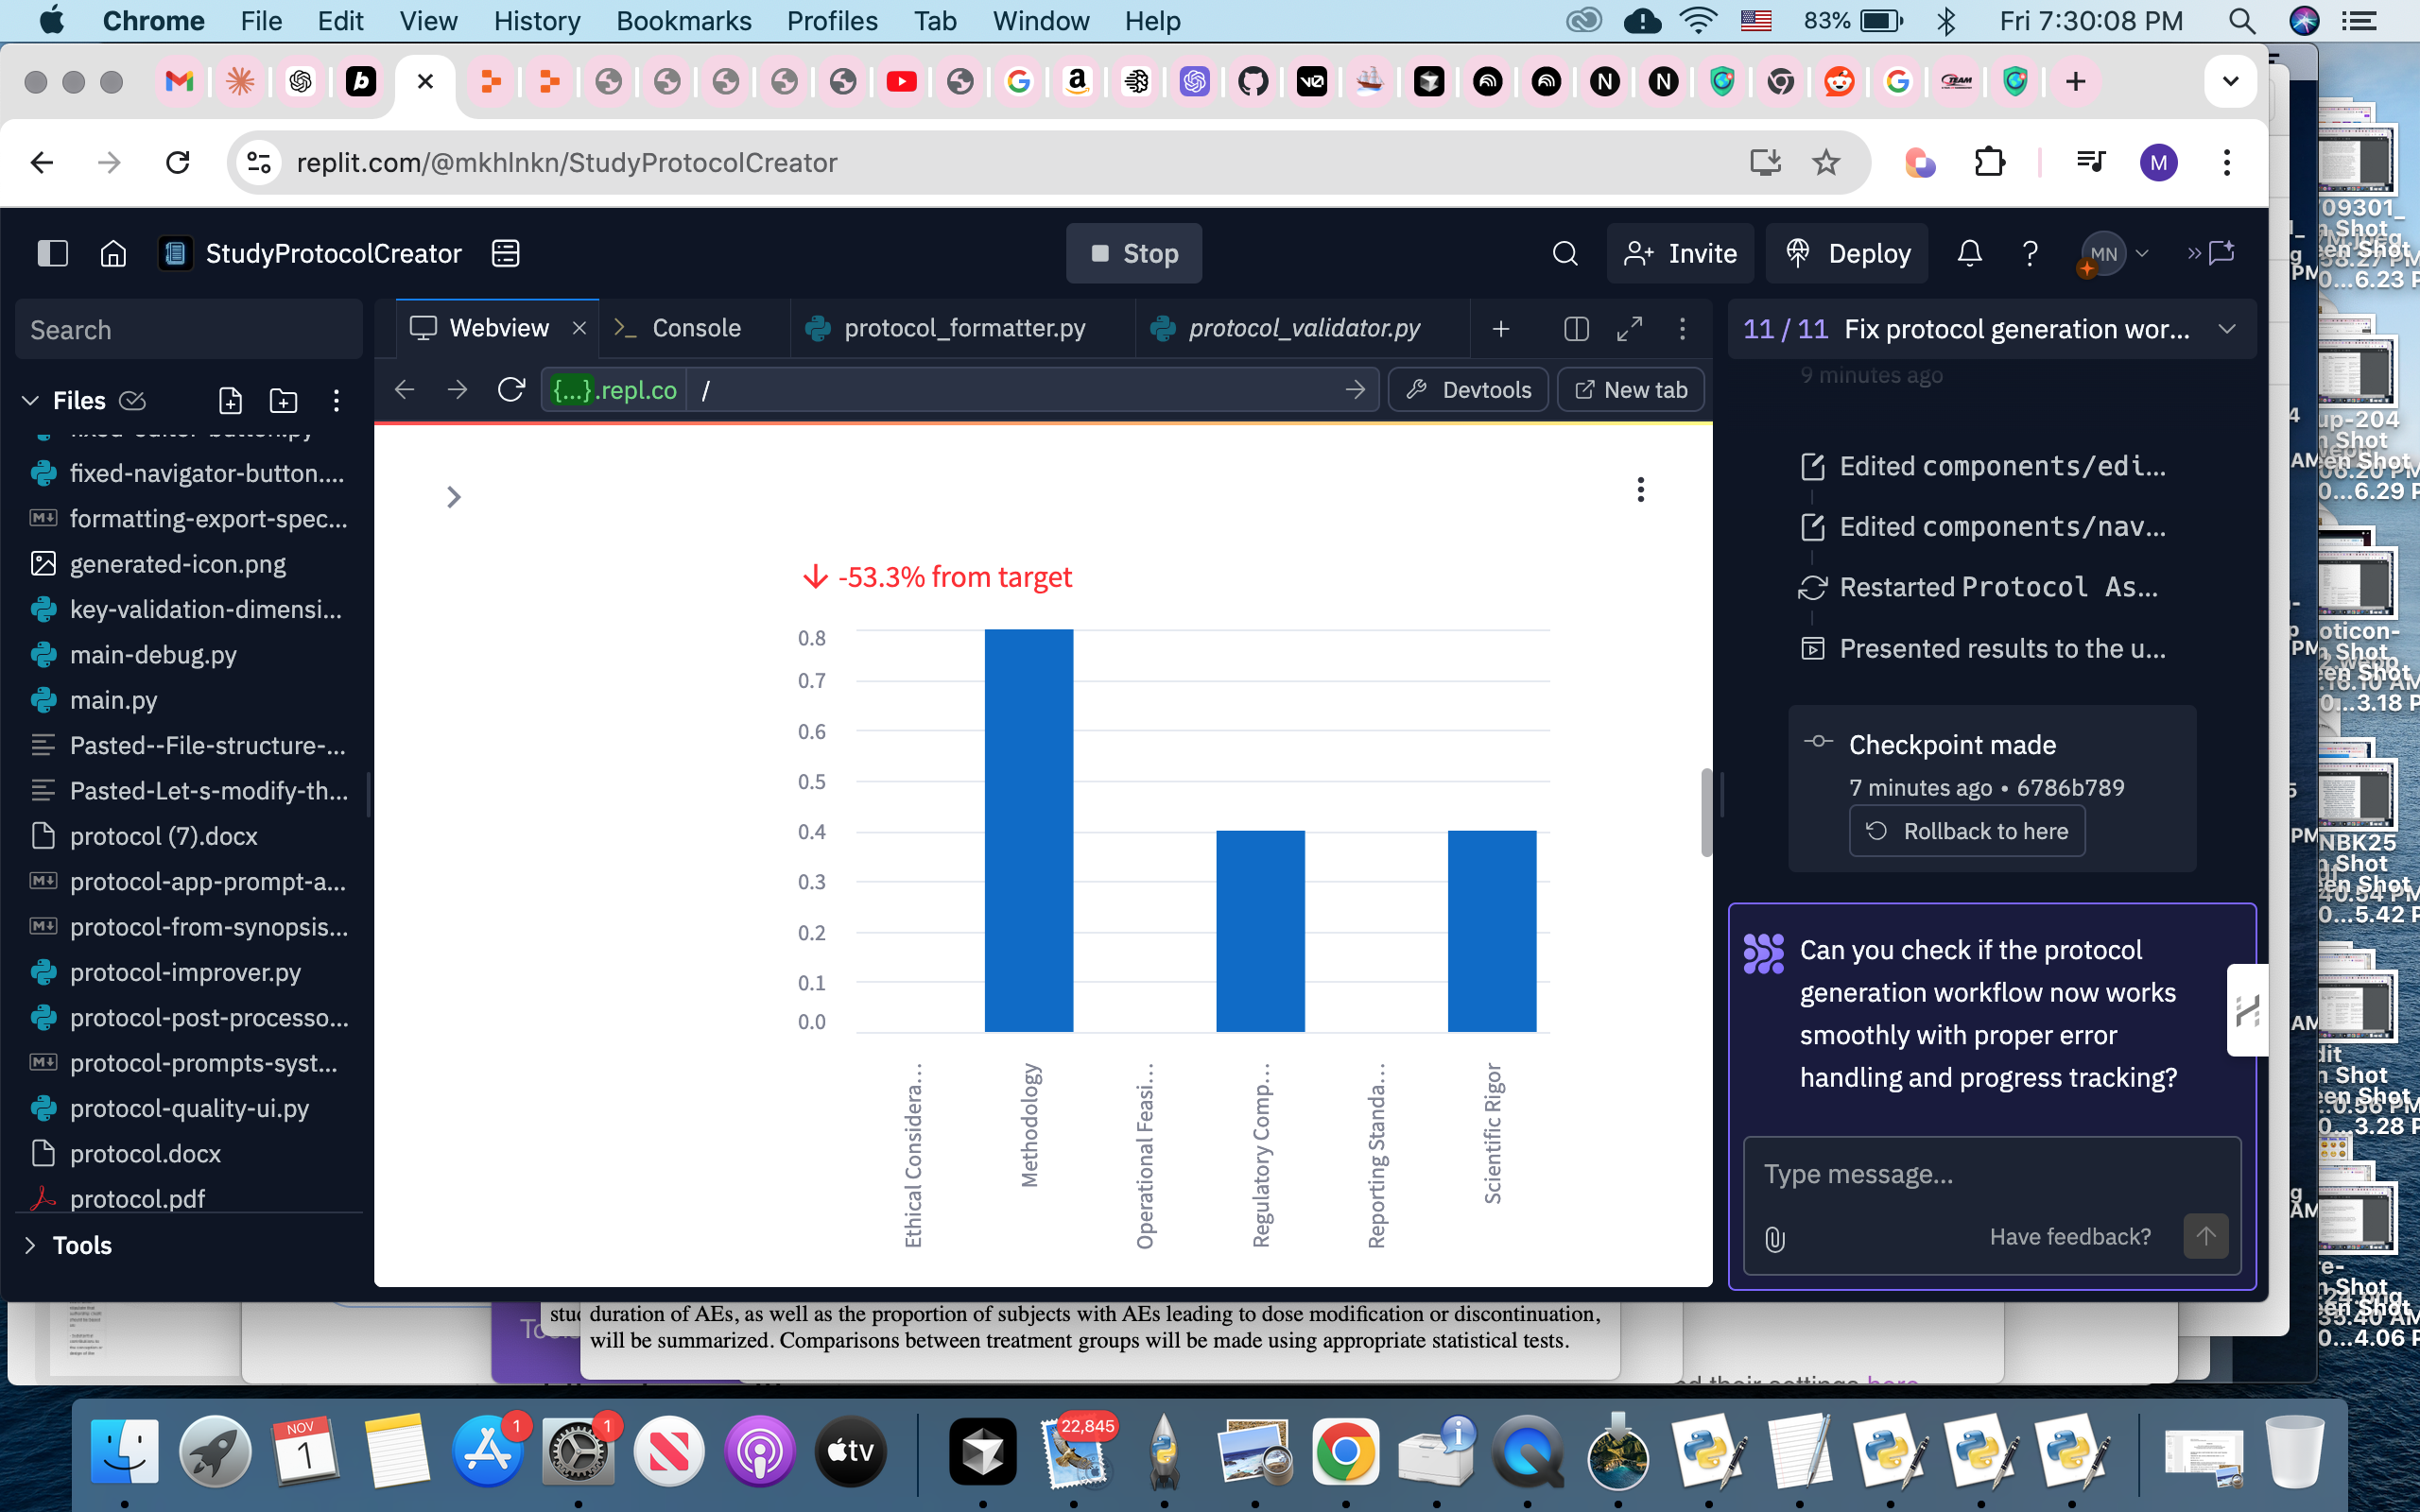 Chrome File Edit View History Bookmarks Profiles Tab Window Help
83% Fri 7:30:08 PM
replit.com/@mkhlnkn/StudyProtocolCreator
M
StudyProtocolCreator
Stop
Invite
Deploy
MN
Search
Webview
Console
protocol_formatter.py
protocol_validator.py
11 / 11 Fix protocol generation wor...
{...}.repl.co /
Devtools
New tab
9 minutes ago
Files
fixed-editor-button.py
fixed-navigator-button....
formatting-export-spec...
generated-icon.png
key-validation-dimensi...
main-debug.py
main.py
Pasted--File-structure-...
Pasted-Let-s-modify-th...
protocol (7).docx
protocol-app-prompt-a...
protocol-from-synopsis...
protocol-improver.py
protocol-post-processo...
protocol-prompts-syst...
protocol-quality-ui.py
protocol.docx
protocol.pdf
Tools
-53.3% from target
0.8
0.7
0.6
0.5
0.4
0.3
0.2
0.1
0.0
Ethical Considera...
Methodology
Operational Feasi...
Regulatory Comp...
Reporting Standa...
Scientific Rigor
Edited components/edi...
Edited components/nav...
Restarted Protocol As...
Presented results to the u...
Checkpoint made
7 minutes ago • 6786b789
Rollback to here
Can you check if the protocol
generation workflow now works
smoothly with proper error
handling and progress tracking?
Type message...
Have feedback?
duration of AEs, as well as the proportion of subjects with AEs leading to dose modification or discontinuation,
will be summarized. Comparisons between treatment groups will be made using appropriate statistical tests.
NOV
1
1
1
tv
22,845